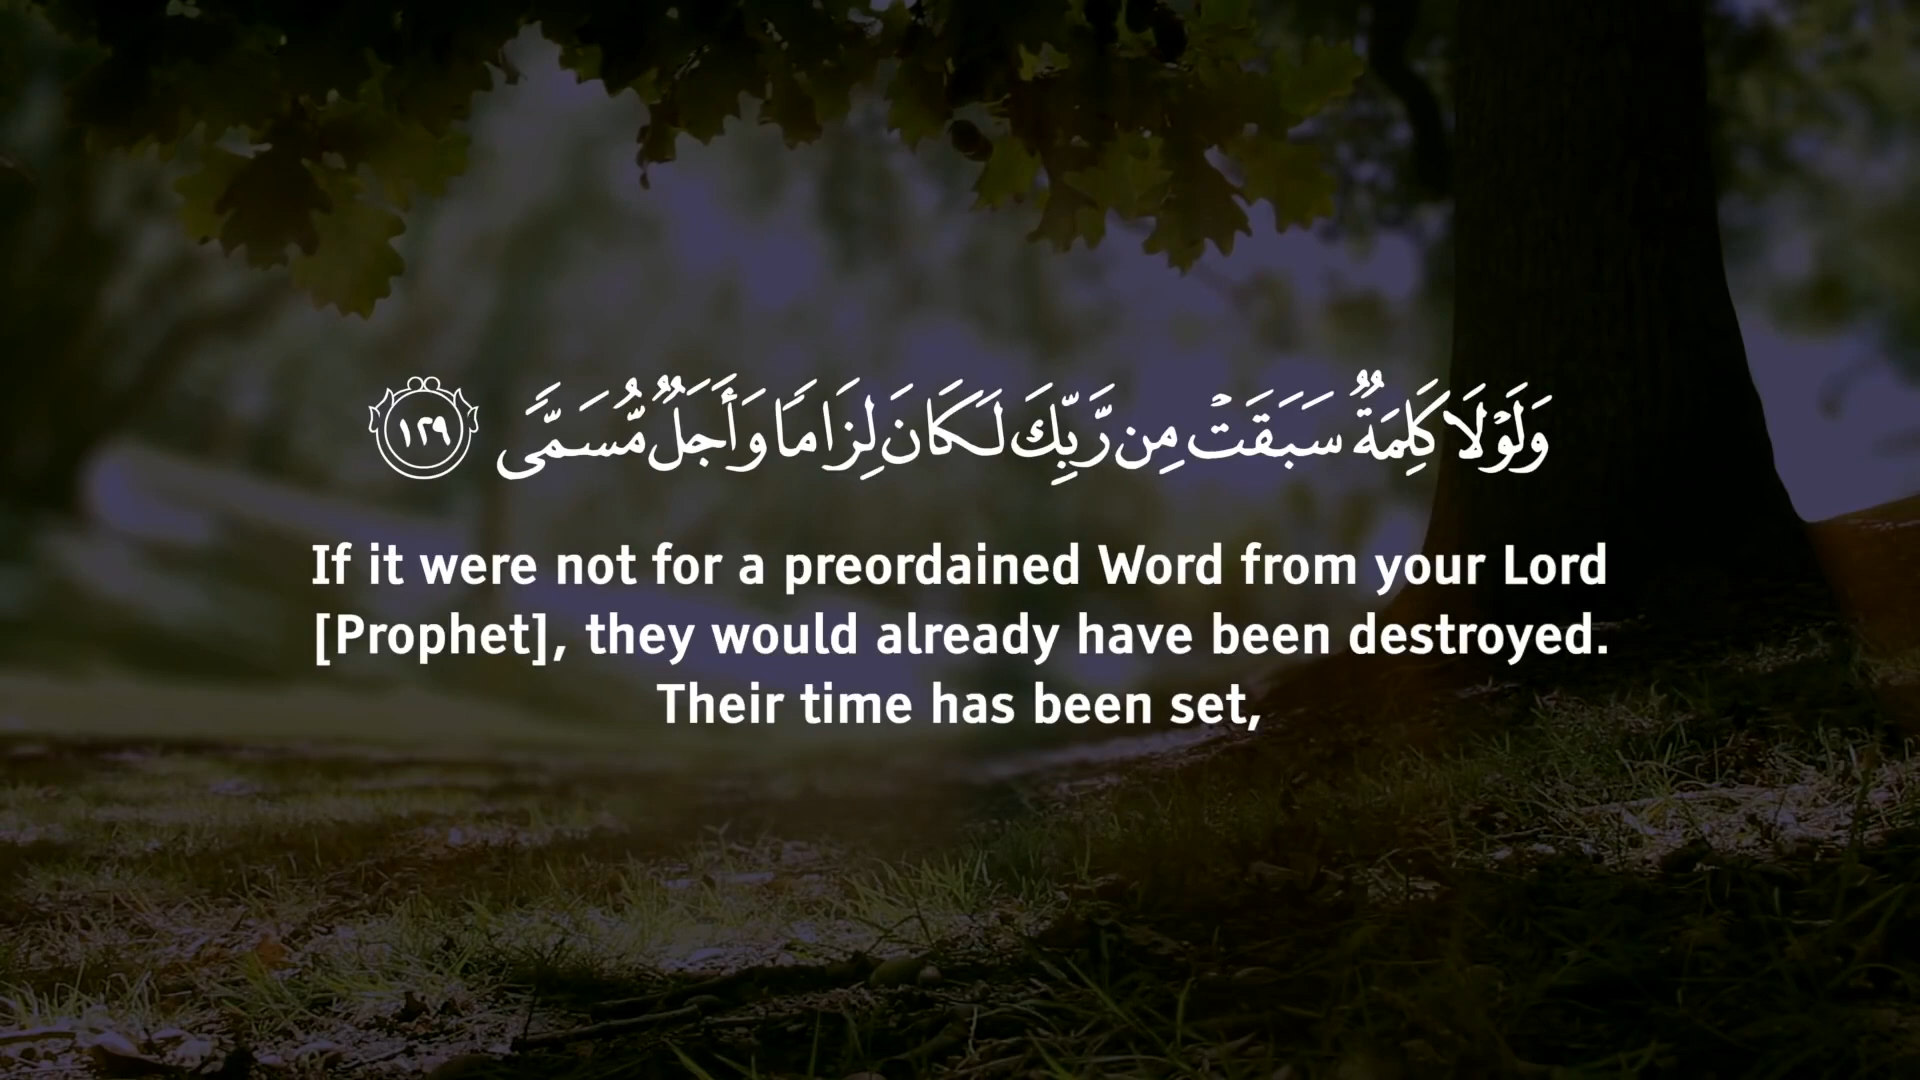 وَلَوْلَا كَلِمَةٌ سَبَقَتْ مِن رَّبِّكَ لَكَانَ لِزَامًا وَأَجَلٌ مُّسَمًّى ١٢٩
If it were not for a preordained Word from your Lord
[Prophet], they would already have been destroyed.
Their time has been set,